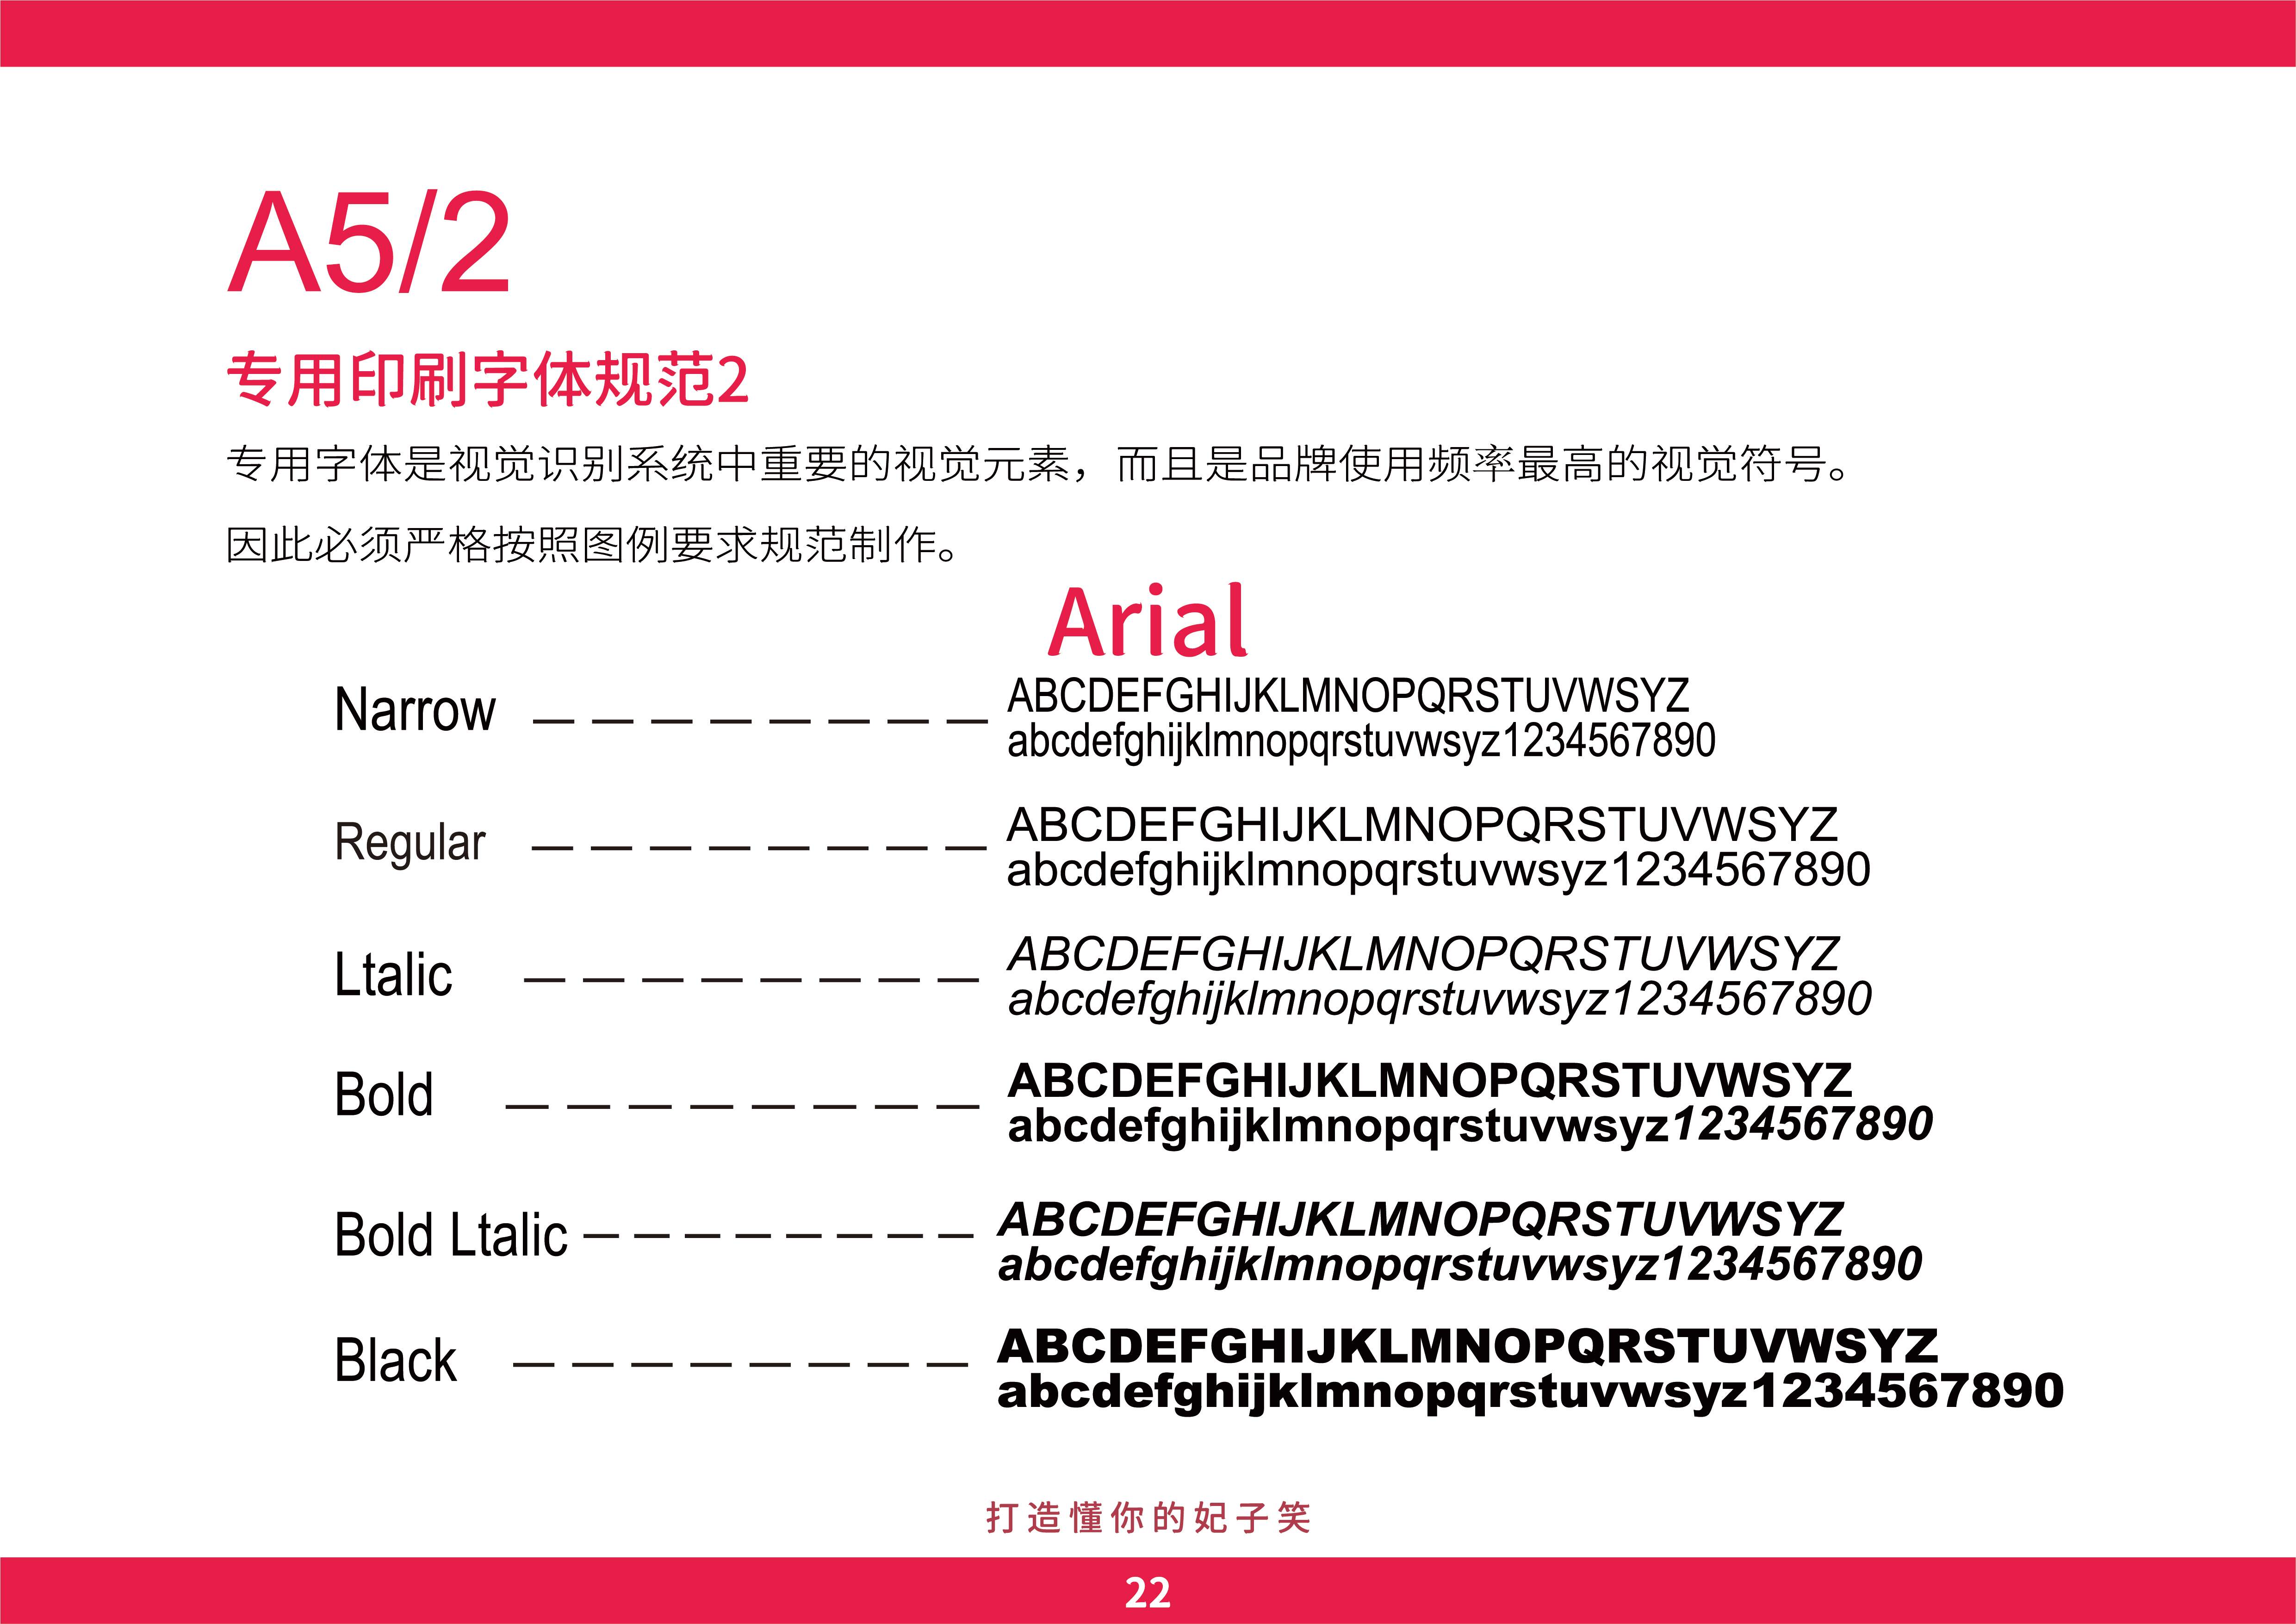 A5/2
专用印刷字体规范2
专用字体是视觉识别系统中重要的视觉元素，而且是品牌使用频率最高的视觉符号。
因此必须严格按照图例要求规范制作。
Arial
Narrow
ABCDEFGHIJKLMNOPQRSTUVWSYZ
abcdefghijklmnopqrstuvwsyz1234567890
Regular
ABCDEFGHIJKLMNOPQRSTUVWSYZ
abcdefghijklmnopqrstuvwsyz1234567890
Ltalic
ABCDEFGHIJKLMNOPQRSTUVWSYZ
abcdefghijklmnopqrstuvwsyz1234567890
Bold
ABCDEFGHIJKLMNOPQRSTUVWSYZ
abcdefghijklmnopqrstuvwsyz1234567890
Bold Ltalic
ABCDEFGHIJKLMNOPQRSTUVWSYZ
abcdefghijklmnopqrstuvwsyz1234567890
Black
ABCDEFGHIJKLMNOPQRSTUVWSYZ
abcdefghijklmnopqrstuvwsyz1234567890
打造懂你的妃子笑
22